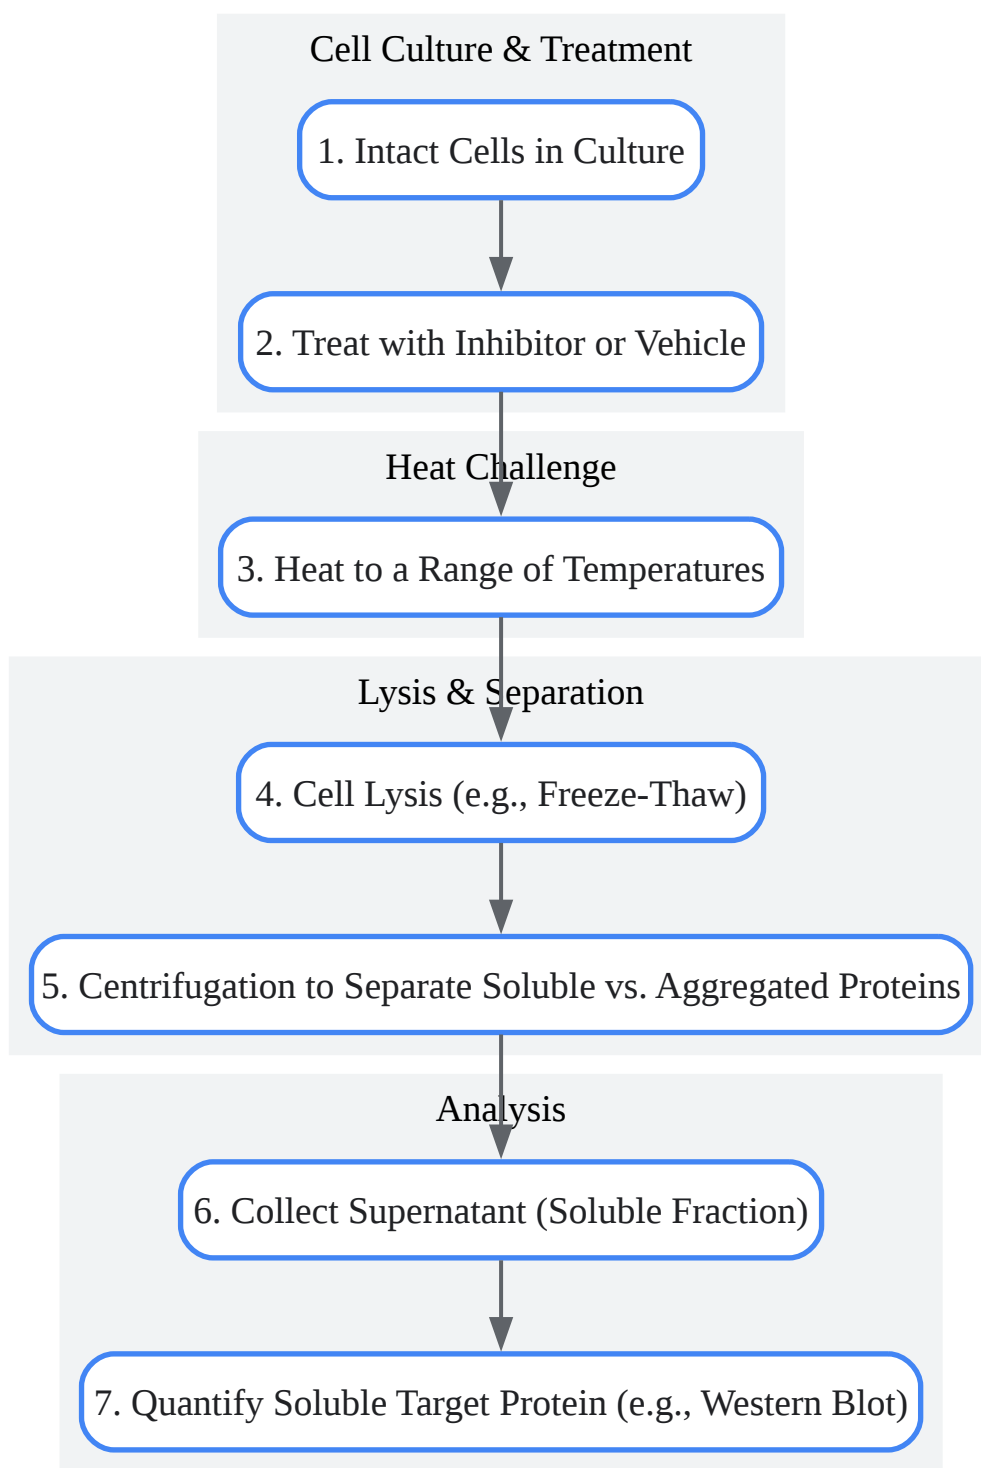 Cell Culture & Treatment
1. Intact Cells in Culture
2. Treat with Inhibitor or Vehicle
Heat Challenge
3. Heat to a Range of Temperatures
Lysis & Separation
4. Cell Lysis (e.g., Freeze-Thaw)
5. Centrifugation to Separate Soluble vs. Aggregated Proteins
Analysis
6. Collect Supernatant (Soluble Fraction)
7. Quantify Soluble Target Protein (e.g., Western Blot)